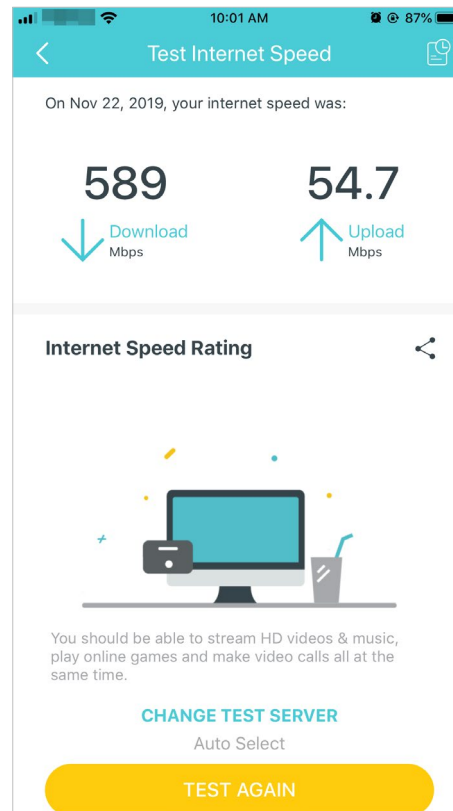 10:01 AM 87%
Test Internet Speed
On Nov 22, 2019, your internet speed was:
589 54.7
Download Upload
Mbps Mbps
Internet Speed Rating
You should be able to stream HD videos & music,
play online games and make video calls all at the
same time.
CHANGE TEST SERVER
Auto Select
TEST AGAIN